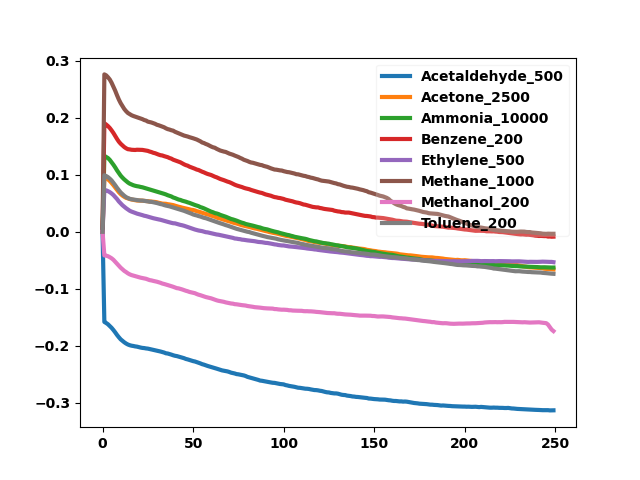 0.3
0.2
0.1
0.0
−0.1
−0.2
−0.3
0
50
100
150
200
250
Acetaldehyde_500
Acetone_2500
Ammonia_10000
Benzene_200
Ethylene_500
Methane_1000
Methanol_200
Toluene_200